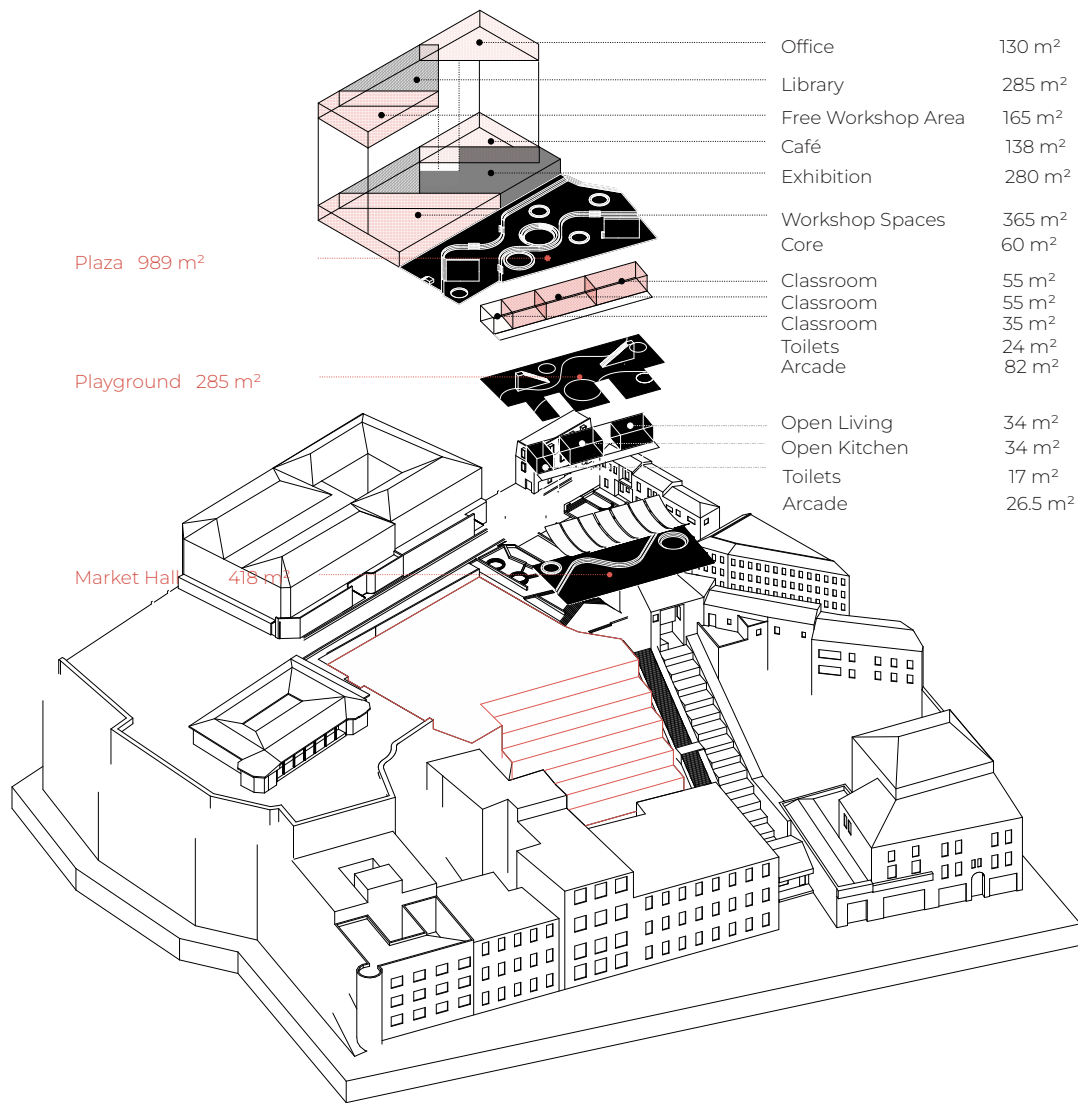 Office 130 m²
Library 285 m²
Free Workshop Area 165 m²
Café 138 m²
Exhibition 280 m²
Workshop Spaces 365 m²
Core 60 m²
Plaza 989 m²
Classroom 55 m²
Classroom 55 m²
Classroom 35 m²
Toilets 24 m²
Arcade 82 m²
Playground 285 m²
Open Living 34 m²
Open Kitchen 34 m²
Toilets 17 m²
Arcade 26.5 m²
Market Hall 418 m²